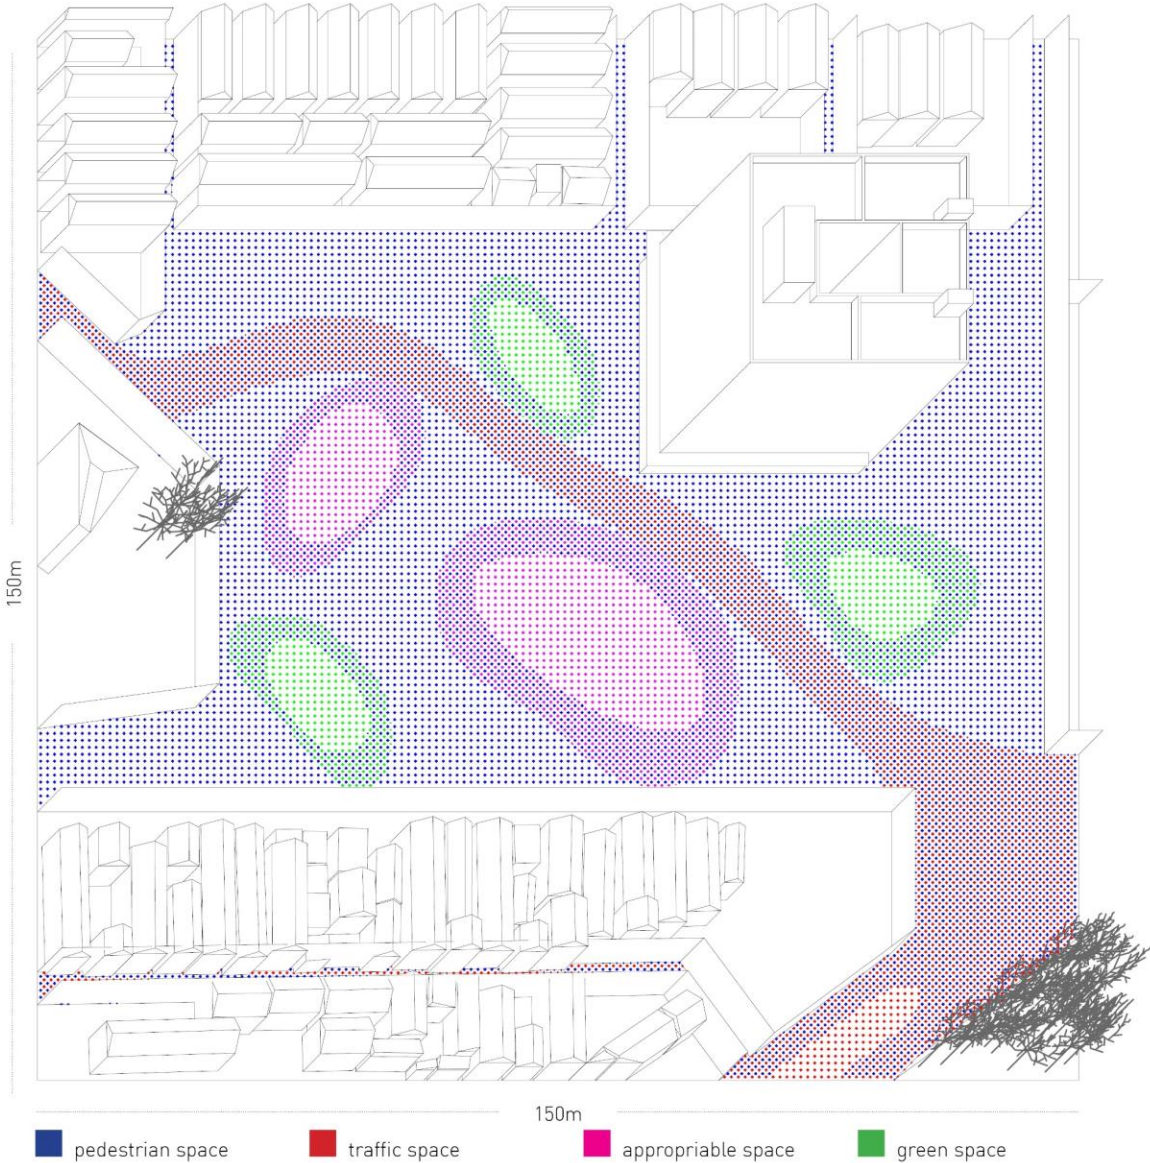 150m
150m
pedestrian space
traffic space
appropriable space
green space